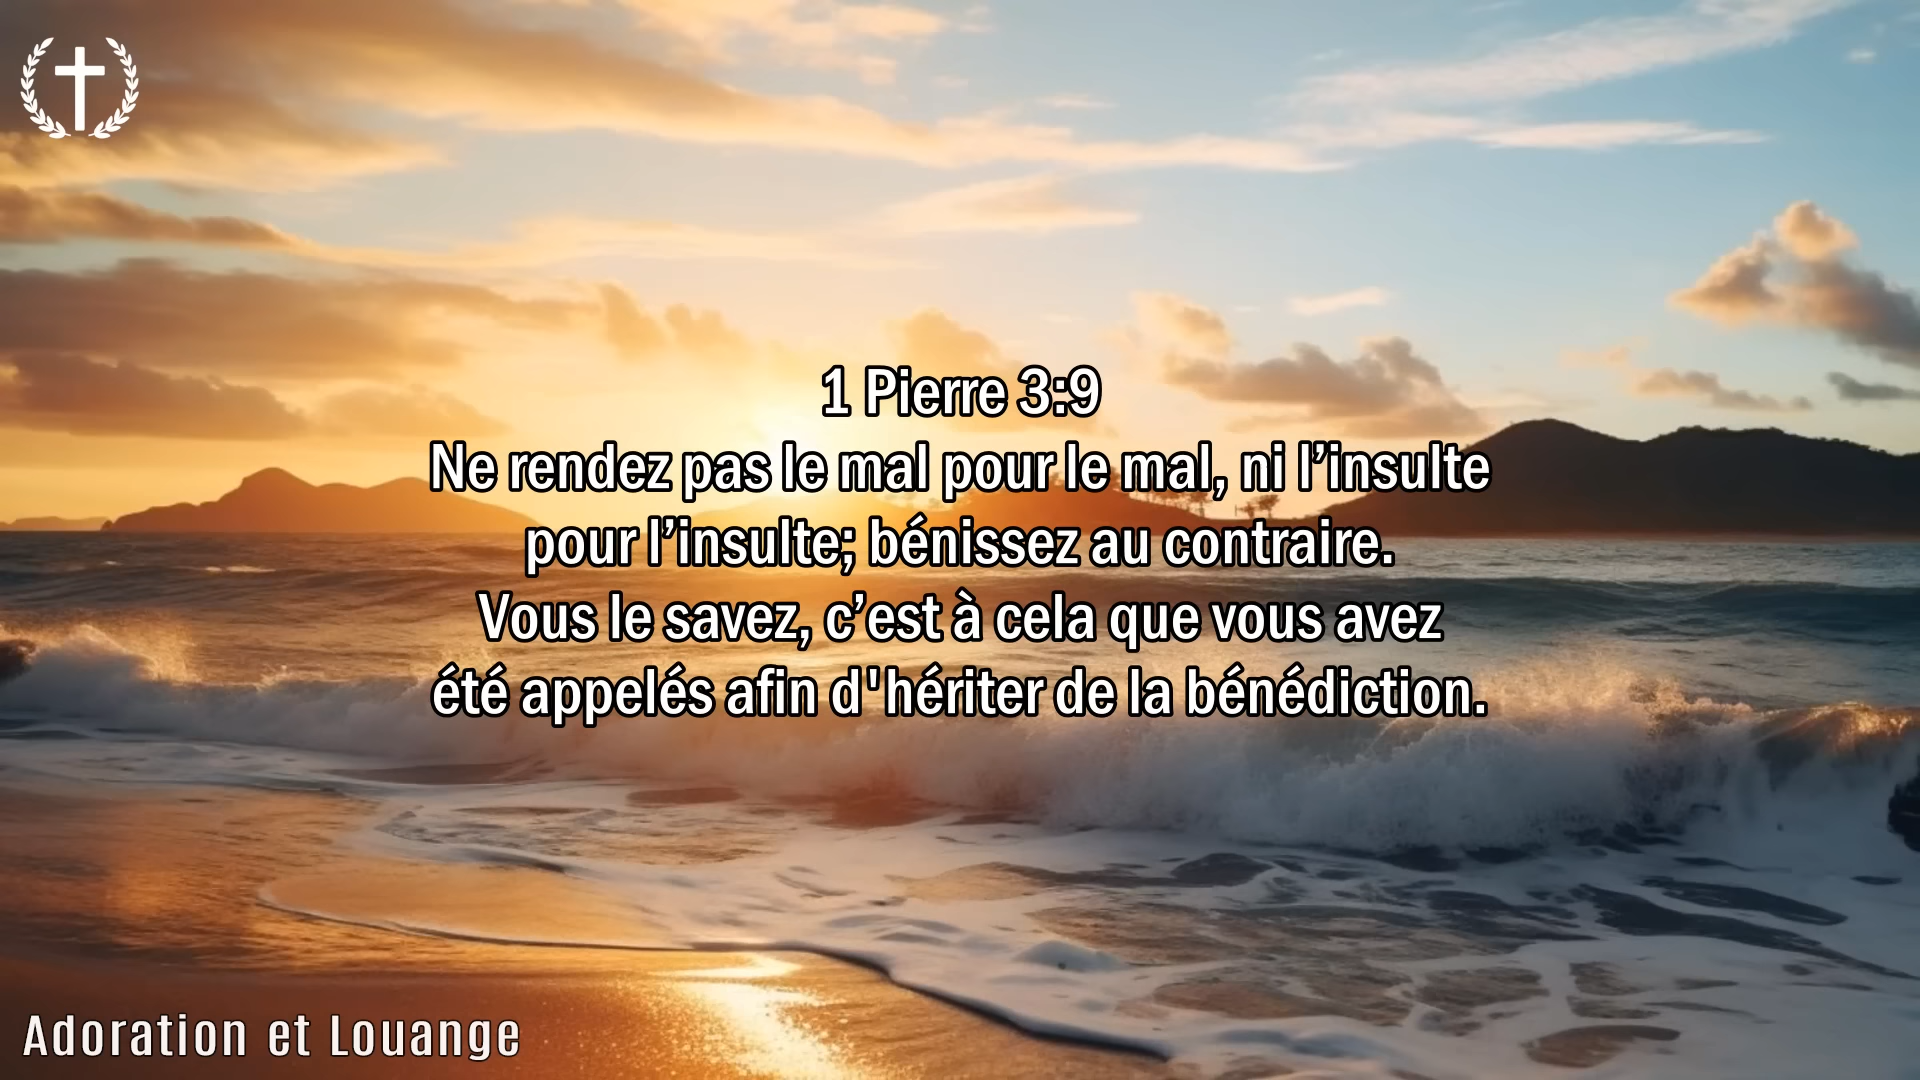 1 Pierre 3:9
Ne rendez pas le mal pour le mal, ni l’insulte
pour l’insulte; bénissez au contraire.
Vous le savez, c’est à cela que vous avez
été appelés afin d'hériter de la bénédiction.
Adoration et Louange